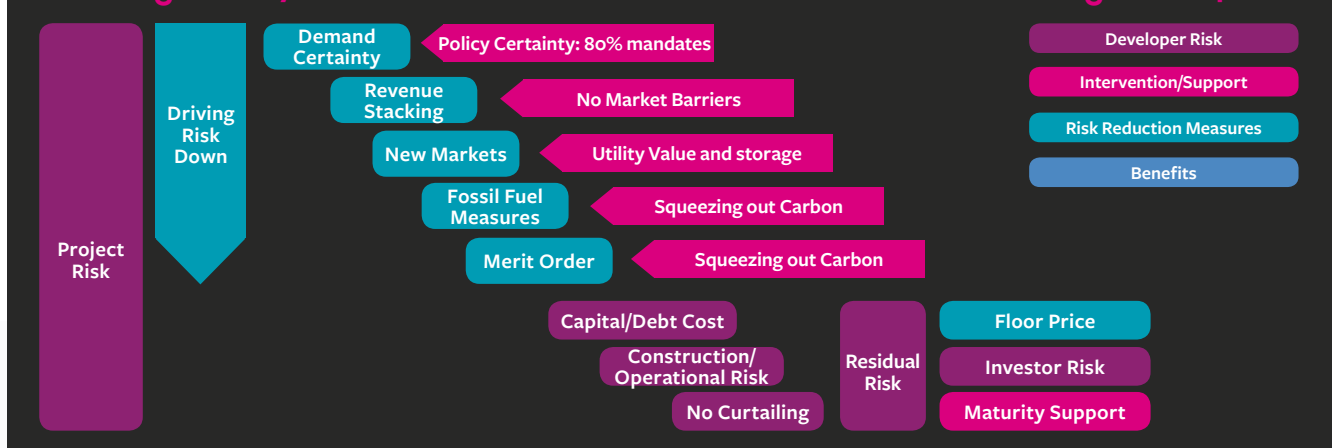 Demand
Certainty
Policy Certainty: 80% mandates
Developer Risk
Revenue
Stacking
No Market Barriers
Intervention/Support
Driving
Risk
Down
New Markets
Utility Value and storage
Risk Reduction Measures
Fossil Fuel
Measures
Squeezing out Carbon
Benefits
Project
Risk
Merit Order
Squeezing out Carbon
Capital/Debt Cost
Construction/
Operational Risk
No Curtailing
Residual
Risk
Floor Price
Investor Risk
Maturity Support